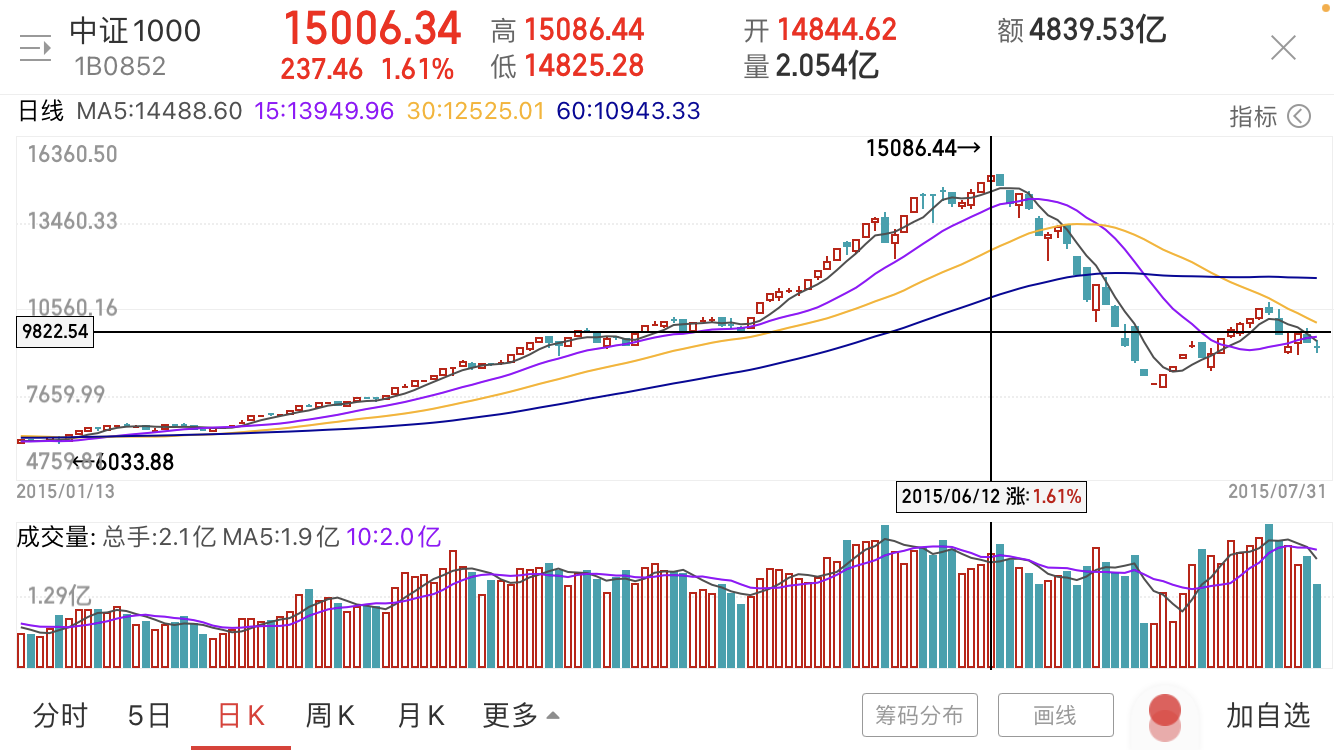 中证1000 15006.34 高 15086.44 开 14844.62 额 4839.53亿
1B0852 237.46 1.61% 低 14825.28 量 2.054亿
日线 MA5:14488.60 15:13949.96 30:12525.01 60:10943.33 指标
16360.50 15086.44→
13460.33
10560.16
9822.54
7659.99
4759.81 ←6033.88
2015/01/13 2015/06/12 涨:1.61% 2015/07/31
成交量: 总手:2.1亿 MA5:1.9亿 10:2.0亿
1.29亿
分时 5日 日K 周K 月K 更多 筹码分布 画线 加自选